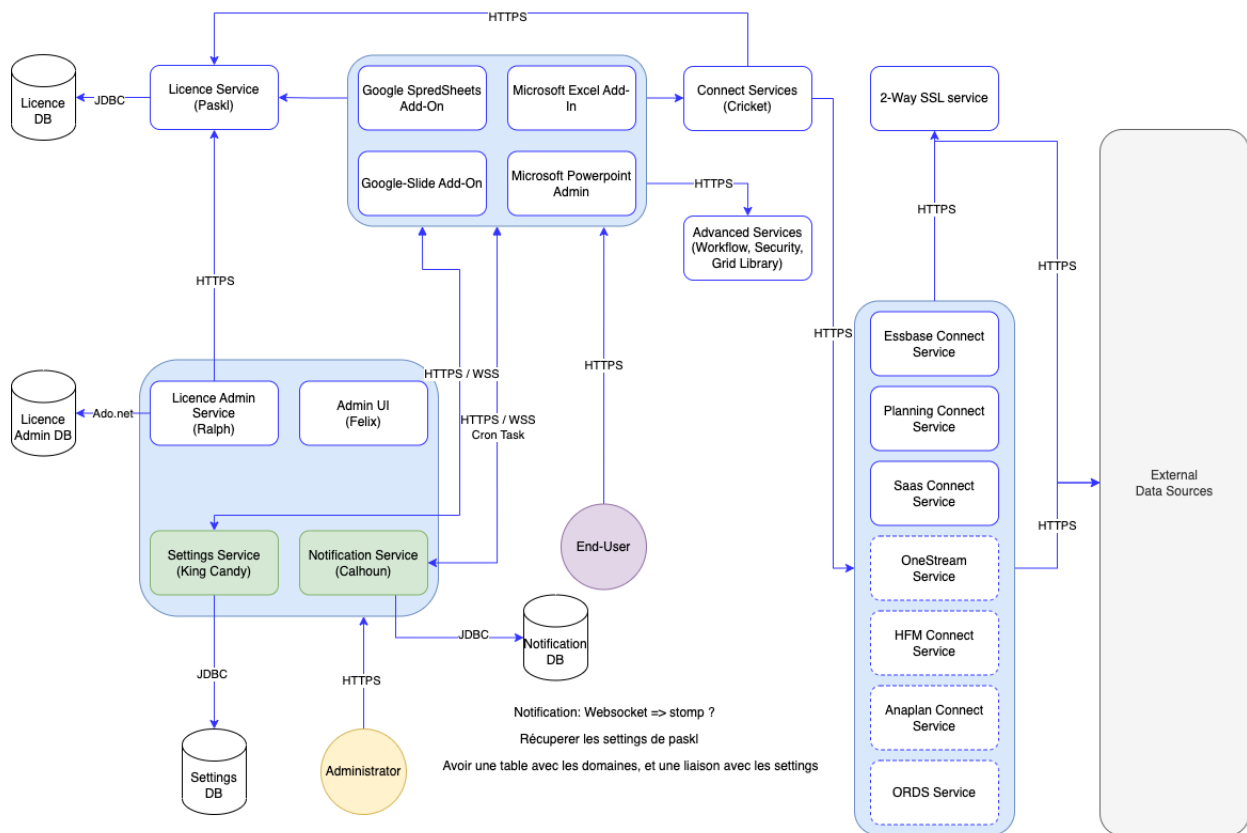 HTTPS
Licence
DB
JDBC
Licence Service
(Paskl)
Google SpredSheets
Add-On
Microsoft Excel Add-
In
Connect Services
(Cricket)
2-Way SSL service
Google-Slide Add-On
Microsoft Powerpoint
Admin
HTTPS
Advanced Services
(Workflow, Security,
Grid Library)
HTTPS
HTTPS
HTTPS
HTTPS
Essbase Connect
Service
HTTPS
HTTPS / WSS
Licence
Admin DB
Ado.net
Licence Admin
Service
(Ralph)
Admin UI
(Felix)
HTTPS / WSS
Cron Task
Planning Connect
Service
Saas Connect
Service
External
Data Sources
Settings Service
(King Candy)
Notification Service
(Calhoun)
End-User
OneStream
Service
HTTPS
JDBC
Notification
DB
HFM Connect
Service
JDBC
HTTPS
Anaplan Connect
Service
ORDS Service
Settings
DB
Administrator
Notification: Websocket => stomp ?
Récuperer les settings de paskl
Avoir une table avec les domaines, et une liaison avec les settings